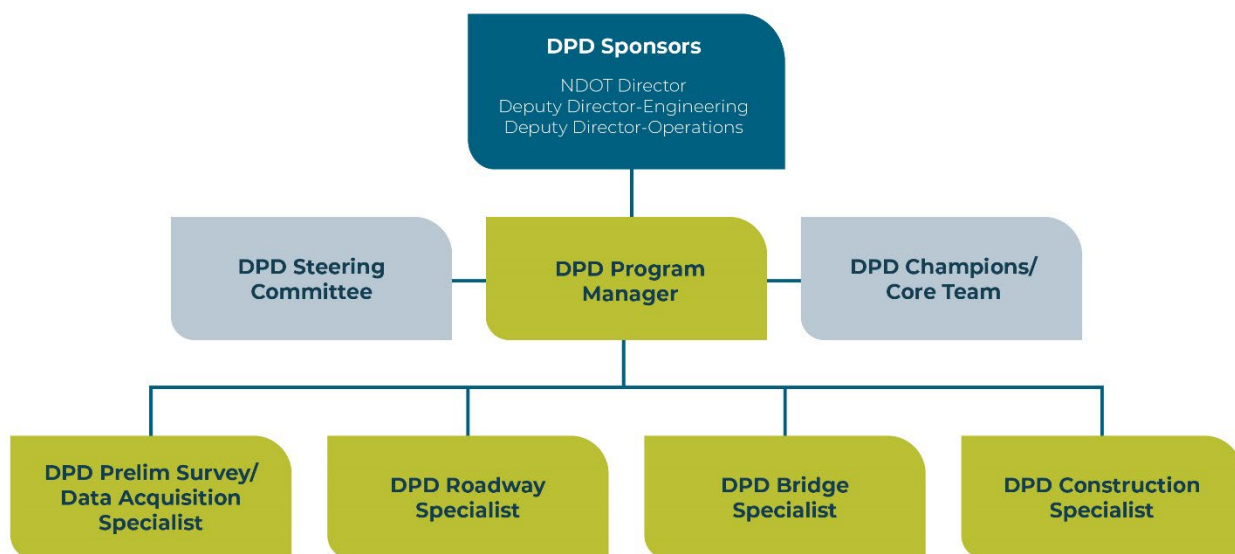 DPD Sponsors
NDOT Director
Deputy Director-Engineering
Deputy Director-Operations
DPD Steering
Committee
DPD Program
Manager
DPD Champions/
Core Team
DPD Prelim Survey/
Data Acquisition
Specialist
DPD Roadway
Specialist
DPD Bridge
Specialist
DPD Construction
Specialist